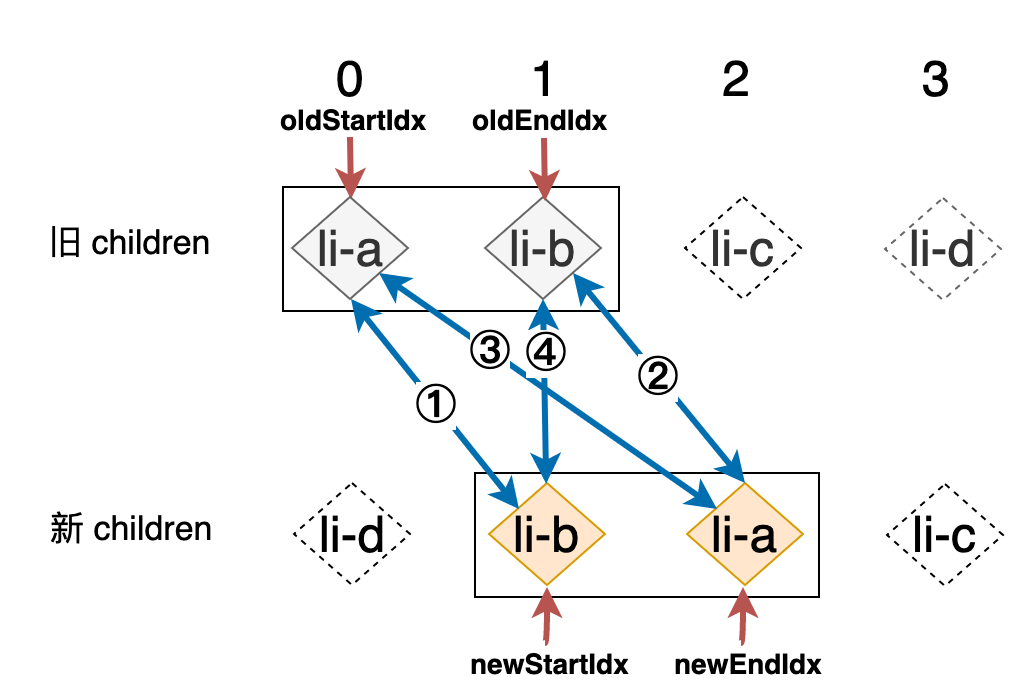 0 1 2 3
oldStartIdx oldEndIdx
旧 children li-a li-b li-c li-d
③ ④ ②
①
新 children li-d li-b li-a li-c
newStartIdx newEndIdx